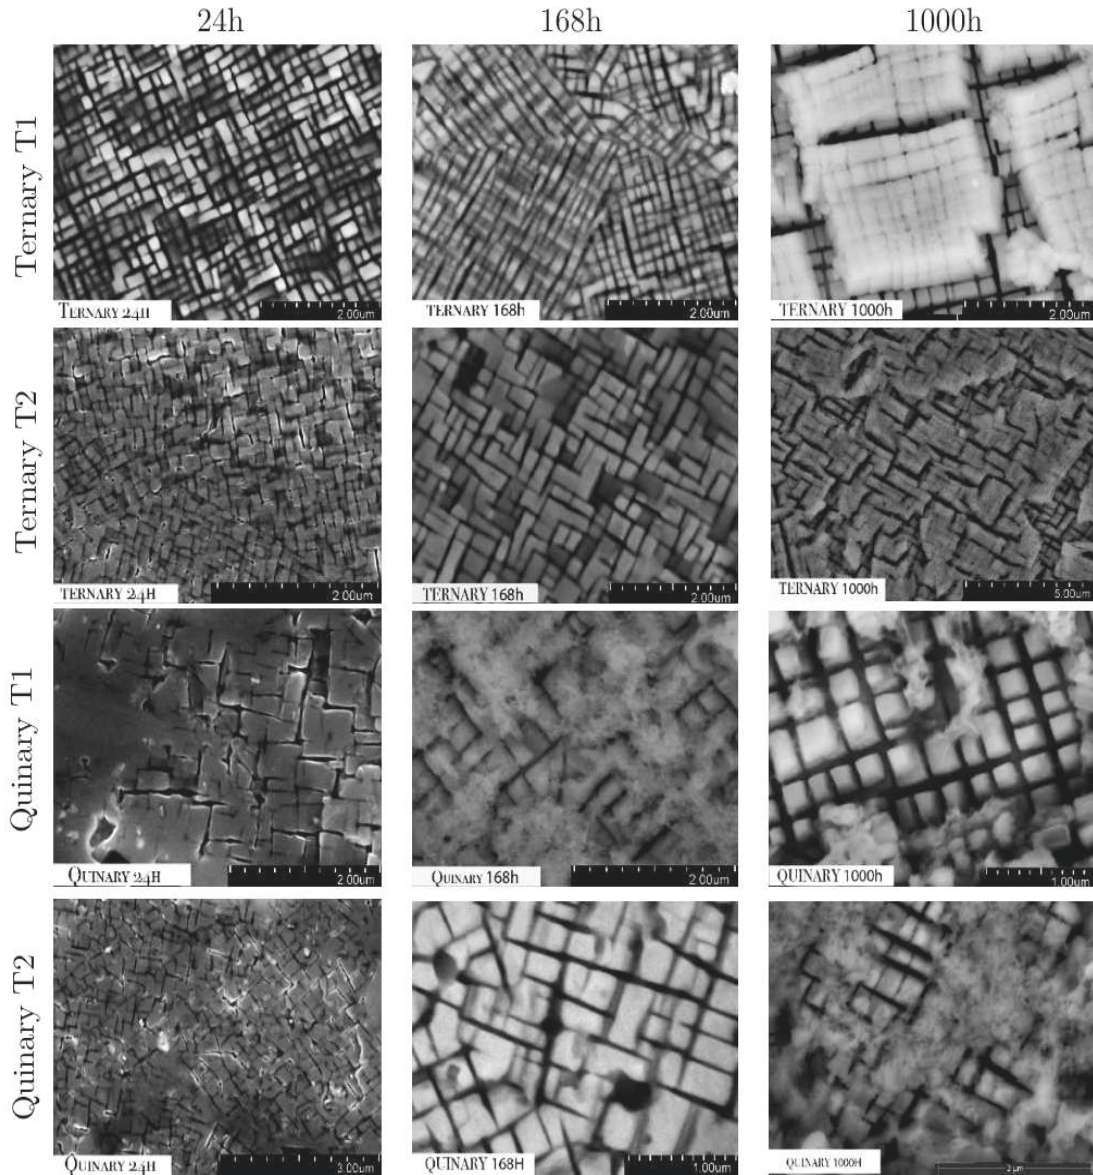 24h 168h 1000h
Ternary T1
TERNARY 24H 2.00um
TERNARY 168h 2.00um
TERNARY 1000h 2.00um
Ternary T2
TERNARY 24H 2.00um
TERNARY 168h 2.00um
TERNARY 1000h 5.00um
Quinary T1
QUINARY 24H 2.00um
QUINARY 168h 2.00um
QUINARY 1000h 1.00um
Quinary T2
QUINARY 24H 3.00um
QUINARY 168H 1.00um
QUINARY 1000H 2 µm